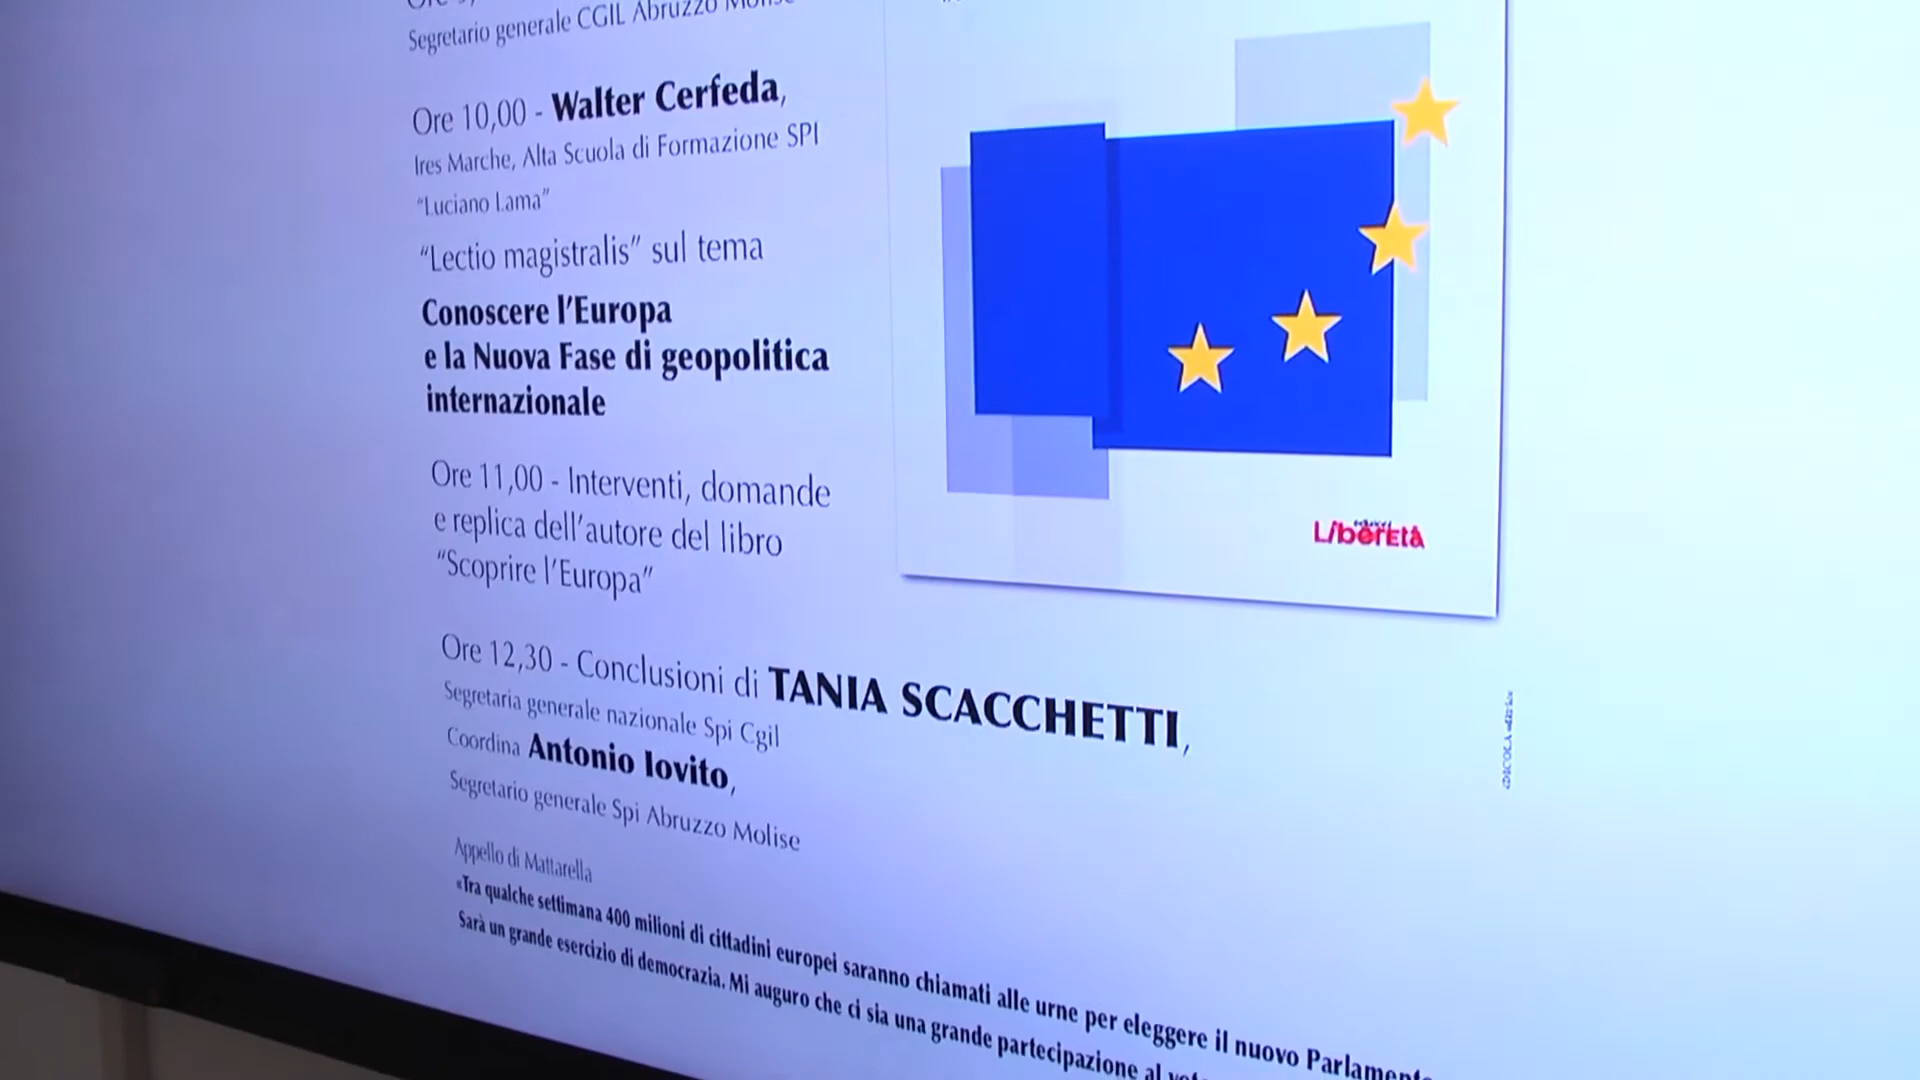 Segretario generale CGIL Abruzzo Molise
Ore 10,00 - Walter Cerfeda,
Ires Marche, Alta Scuola di Formazione SPI
“Luciano Lama”
“Lectio magistralis” sul tema
Conoscere l’Europa
e la Nuova Fase di geopolitica
internazionale
Ore 11,00 - Interventi, domande
e replica dell’autore del libro
“Scoprire l’Europa”
LiberEtà
Ore 12,30 - Conclusioni di TANIA SCACCHETTI,
Segretaria generale nazionale Spi Cgil
Coordina Antonio Iovito,
Segretario generale Spi Abruzzo Molise
Appello di Mattarella
«Tra qualche settimana 400 milioni di cittadini europei saranno chiamati alle urne per eleggere il nuovo
Sarà un grande esercizio di democrazia. Mi auguro che ci sia una grande partecipazione al